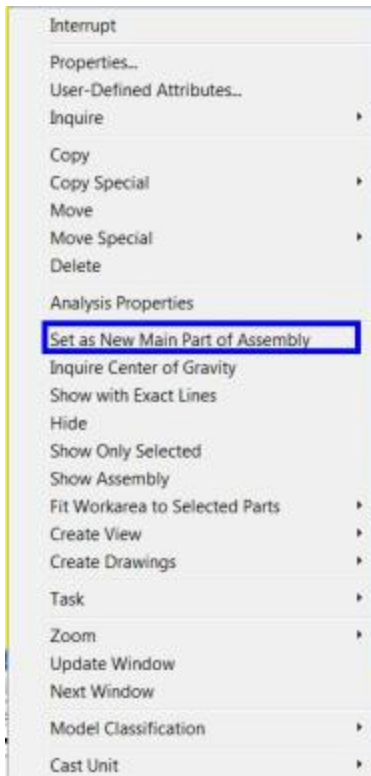 Interrupt
Properties...
User-Defined Attributes...
Inquire
Copy
Copy Special
Move
Move Special
Delete
Analysis Properties
Set as New Main Part of Assembly
Inquire Center of Gravity
Show with Exact Lines
Hide
Show Only Selected
Show Assembly
Fit Workarea to Selected Parts
Create View
Create Drawings
Task
Zoom
Update Window
Next Window
Model Classification
Cast Unit